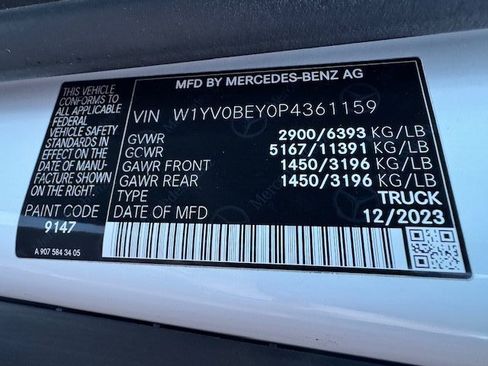 MFD BY MERCEDES-BENZ AG
VIN W1YV0BEY0P4361159
GVWR 2900/6393 KG/LB
GCWR 5167/11391 KG/LB
GAWR FRONT 1450/3196 KG/LB
GAWR REAR 1450/3196 KG/LB
TYPE TRUCK
DATE OF MFD 12/2023
THIS VEHICLE
CONFORMS TO
ALL APPLICABLE
FEDERAL
VEHICLE SAFETY
STANDARDS IN
EFFECT ON THE
DATE OF MANU-
FACTURE SHOWN
ON THE RIGHT.
PAINT CODE
9147
A 907 584 34 05